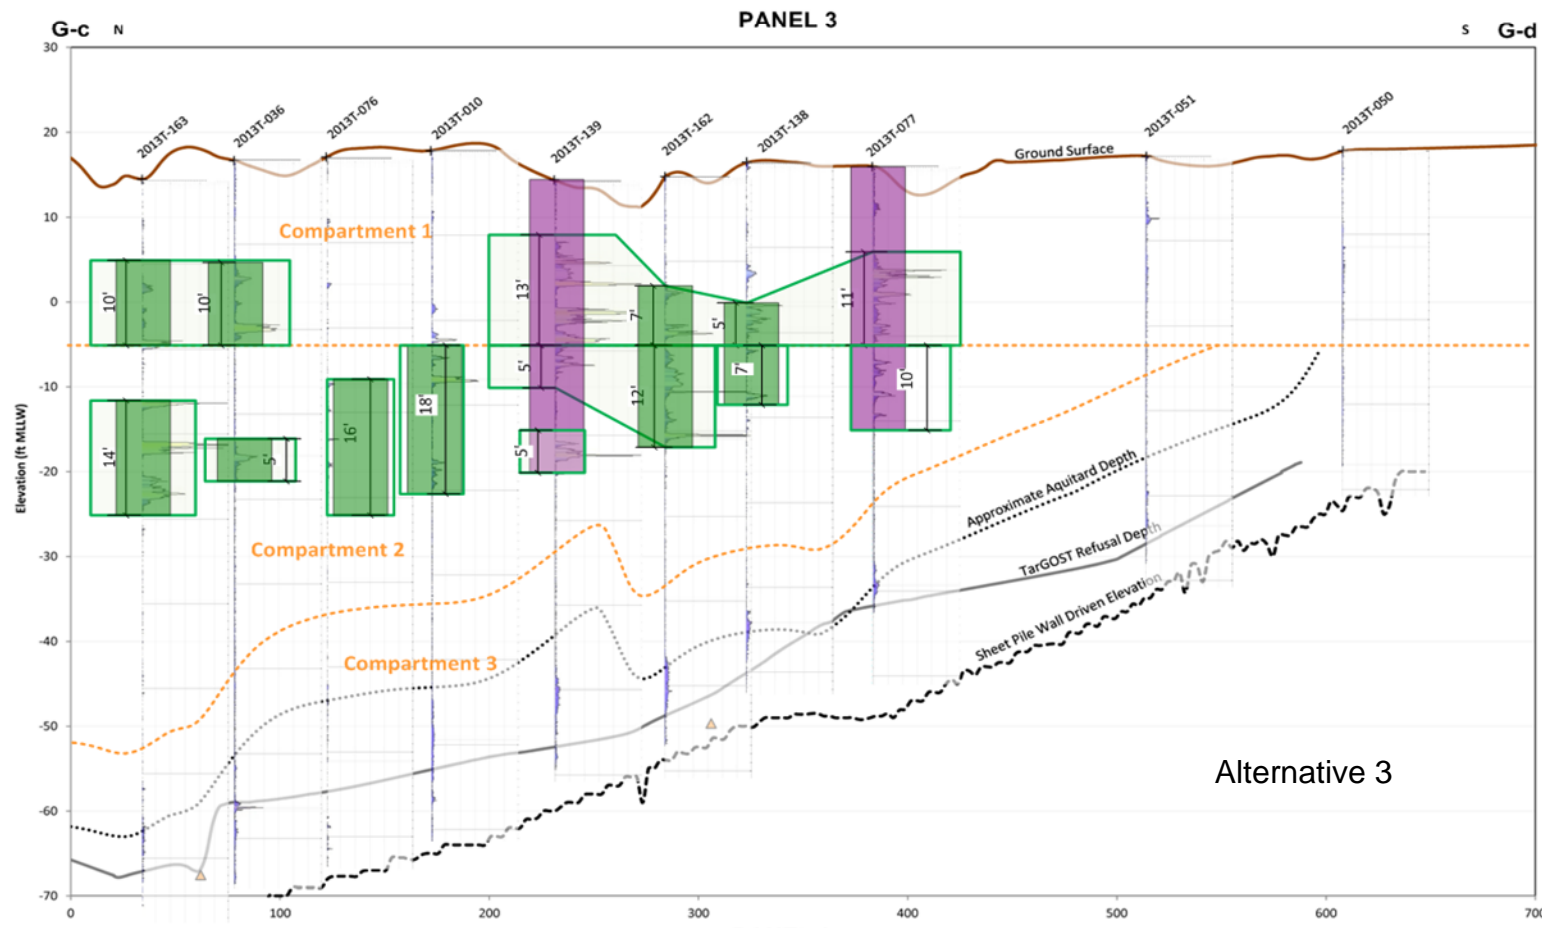 PANEL 3
G-c N
S G-d
30
20
10
0
-10
-20
-30
-40
-50
-60
-70
Elevation (ft MLLW)
2013T-163
2013T-036
2013T-076
2013T-010
2013T-139
2013T-162
2013T-138
2013T-077
2013T-051
2013T-050
Ground Surface
Compartment 1
10'
10'
13'
7'
5'
11'
14'
5'
16'
18'
5'
5'
12'
7'
10'
Compartment 2
Approximate Aquitard Depth
TarGOST Refusal Depth
Sheet Pile Wall Driven Elevation
Compartment 3
Alternative 3
0
100
200
300
400
500
600
700